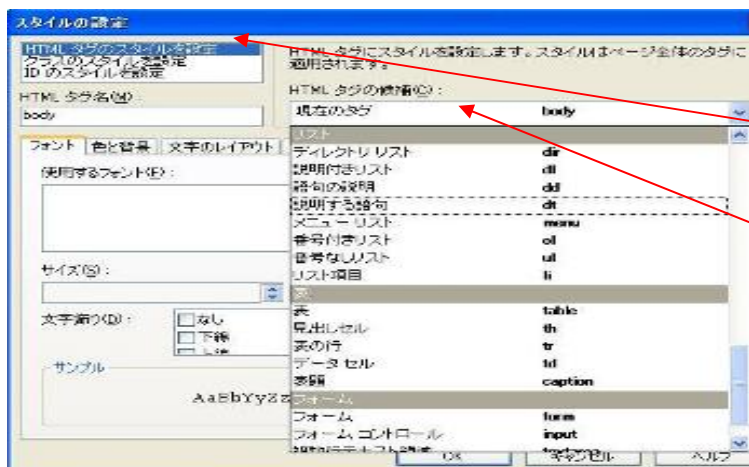 スタイルの設定
HTML タグのスタイルを設定
クラスのスタイルを設定
ID のスタイルを設定
HTML タグにスタイルを設定します。スタイルはページ全体のタグに
適用されます。
HTML タグ名(M):
body
HTML タグの候補(C):
現在のタグ body
リスト
ディレクトリ リスト dir
説明付きリスト dl
語句の説明 dd
説明する語句 dt
メニュー リスト menu
番号付きリスト ol
番号なしリスト ul
リスト項目 li
表
表 table
見出しセル th
表の行 tr
データ セル td
表題 caption
フォーム
フォーム form
フォーム コントロール input
フォント 色と背景 文字のレイアウト
使用するフォント(F):
サイズ(S):
文字飾り(D):
なし
下線
サンプル
AaBbYyZz
OK キャンセル ヘルプ